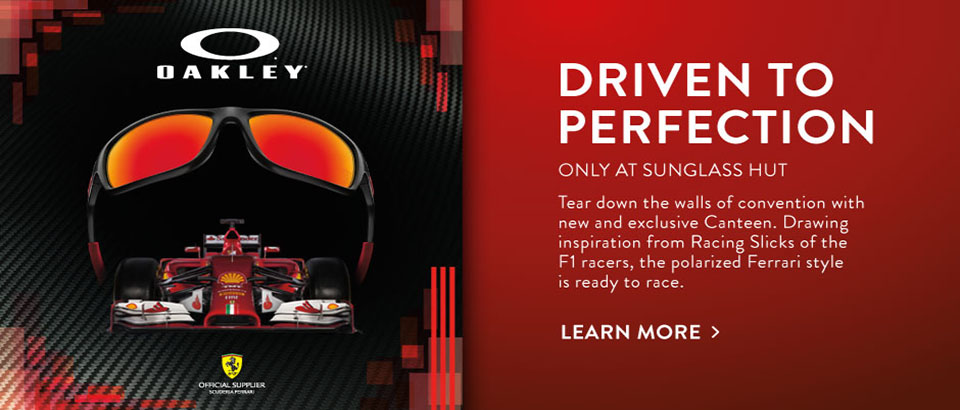 OAKLEY
OFFICIAL SUPPLIER
SCUDERIA FERRARI
DRIVEN TO
PERFECTION
ONLY AT SUNGLASS HUT
Tear down the walls of convention with
new and exclusive Canteen. Drawing
inspiration from Racing Slicks of the
F1 racers, the polarized Ferrari style
is ready to race.
LEARN MORE >